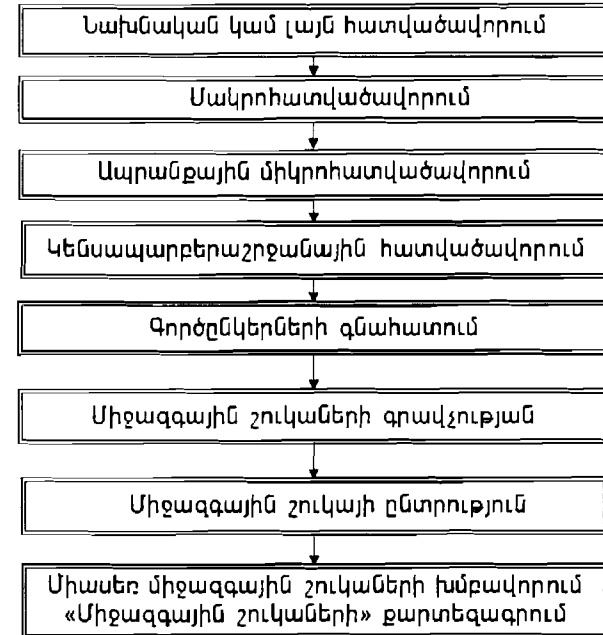 Նախնական կամ լայն հատվածավորում
Մակրոհատվածավորում
Ապրանքային միկրոհատվածավորում
Կենսապարբերաշրջանային հատվածավորում
Գործընկերների գնահատում
Միջազգային շուկաների գրավչության
Միջազգային շուկայի ընտրություն
Միասեռ միջազգային շուկաների խմբավորում
«Միջազգային շուկաների» քարտեզագրում